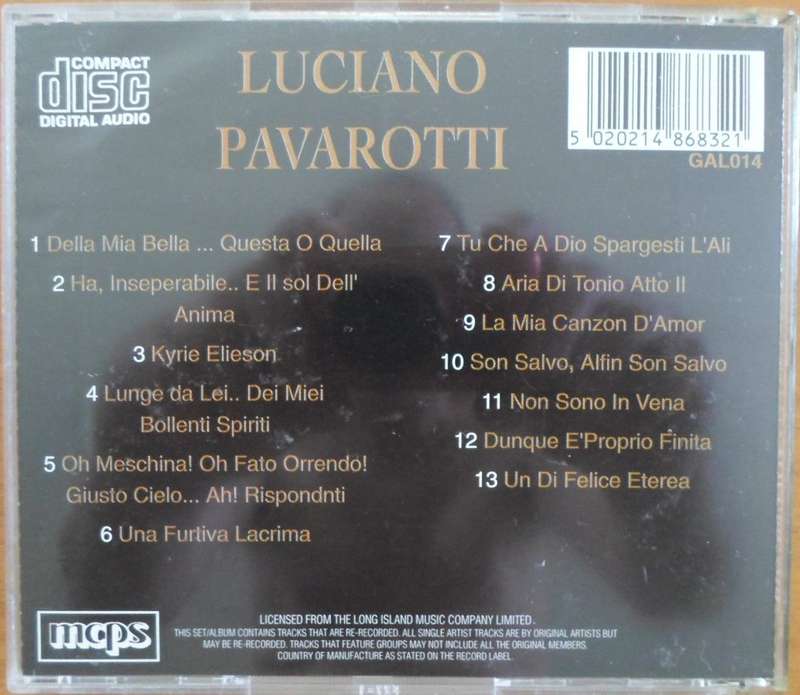 COMPACT
disc
DIGITAL AUDIO
LUCIANO
PAVAROTTI
5 020214 868321
GAL014
1 Della Mia Bella ... Questa O Quella
2 Ha, Inseperabile.. E Il sol Dell'
Anima
3 Kyrie Elieson
4 Lunge da Lei.. Dei Miei
Bollenti Spiriti
5 Oh Meschina! Oh Fato Orrendo!
Giusto Cielo... Ah! Rispondnti
6 Una Furtiva Lacrima
7 Tu Che A Dio Spargesti L'Ali
8 Aria Di Tonio Atto II
9 La Mia Canzon D'Amor
10 Son Salvo, Alfin Son Salvo
11 Non Sono In Vena
12 Dunque E'Proprio Finita
13 Un Di Felice Eterea
mcps
LICENSED FROM THE LONG ISLAND MUSIC COMPANY LIMITED.
THIS SET/ALBUM CONTAINS TRACKS THAT ARE RE-RECORDED. ALL SINGLE ARTIST TRACKS ARE BY ORIGINAL ARTISTS BUT
MAY BE RE-RECORDED. TRACKS THAT FEATURE GROUPS MAY NOT INCLUDE ALL THE ORIGINAL MEMBERS.
COUNTRY OF MANUFACTURE AS STATED ON THE RECORD LABEL.